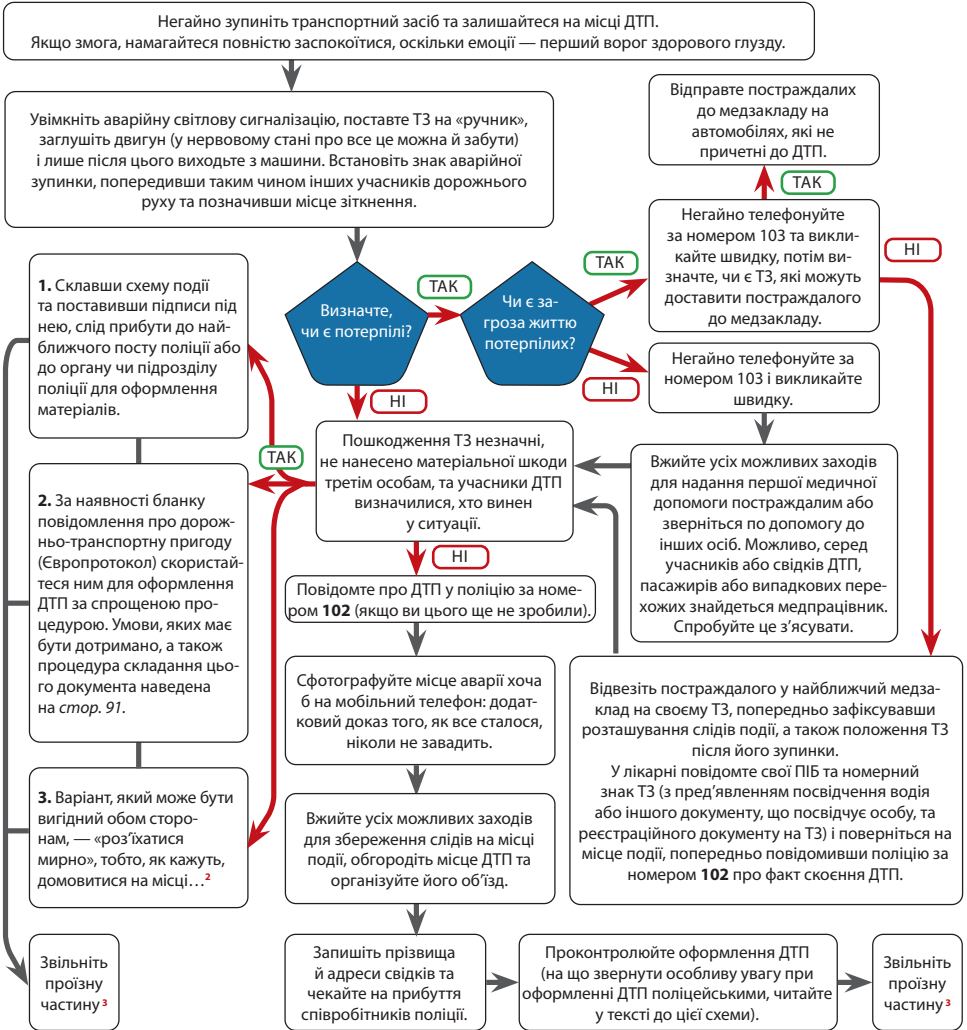 Негайно зупиніть транспортний засіб та залишайтеся на місці ДТП.
Якщо змога, намагайтеся повністю заспокоїтися, оскільки емоції — перший ворог здорового глузду.
Увімкніть аварійну світлову сигналізацію, поставте ТЗ на «ручник»,
заглушіть двигун (у нервовому стані про все це можна й забути)
і лише після цього виходьте з машини. Встановіть знак аварійної
зупинки, попередивши таким чином інших учасників дорожнього
руху та позначивши місце зіткнення.
Відправте постраждалих
до медзакладу на
автомобілях, які не
причетні до ДТП.
ТАК
Негайно телефонуйте
за номером 103 та викли-
кайте швидку, потім ви-
значте, чи є ТЗ, які можуть
доставити постраждалого
до медзакладу.
НІ
Визначте,
чи є потерпілі?
ТАК
Чи є за-
гроза життю
потерпілих?
ТАК
НІ
НІ
Негайно телефонуйте за
номером 103 і викликайте
швидку.
1. Склавши схему події
та поставивши підписи під
нею, слід прибути до най-
ближчого посту поліції або
до органу чи підрозділу
поліції для оформлення
матеріалів.
ТАК
Пошкодження ТЗ незначні,
не нанесено матеріальної шкоди
третім особам, та учасники ДТП
визначилися, хто винен
у ситуації.
НІ
Вжийте усіх можливих заходів
для надання першої медичної
допомоги постраждалим або
зверніться по допомогу до
інших осіб. Можливо, серед
учасників або свідків ДТП,
пасажирів або випадкових пере-
хожих знайдеться медпрацівник.
Спробуйте це з’ясувати.
2. За наявності бланку
повідомлення про дорож-
ньо-транспортну пригоду
(Європротокол) скористай-
теся ним для оформлення
ДТП за спрощеною про-
цедурою. Умови, яких має
бути дотримано, а також
процедура складання цьо-
го документа наведена
на стор. 91.
Повідомте про ДТП у поліцію за номе-
ром 102 (якщо ви цього ще не зробили).
Сфотографуйте місце аварії хоча
б на мобільний телефон: додат-
ковий доказ того, як все сталося,
ніколи не завадить.
Відвезіть постраждалого у найближчий медза-
клад на своєму ТЗ, попередньо зафіксувавши
розташування слідів події, а також положення ТЗ
після його зупинки.
У лікарні повідомте свої ПІБ та номерний
знак ТЗ (з пред’явленням посвідчення водія
або іншого документу, що посвідчує особу, та
реєстраційного документу на ТЗ) і поверніться на
місце події, попередньо повідомивши поліцію за
номером 102 про факт скоєння ДТП.
3. Варіант, який може бути
вигідний обом сторо-
нам, — «роз’їхатися
мирно», тобто, як кажуть,
домовитися на місці…2
Вжийте усіх можливих заходів
для збереження слідів на місці
події, обгородіть місце ДТП та
організуйте його об’їзд.
Звільніть
проїзну
частину 3
Запишіть прізвища
й адреси свідків та
чекайте на прибуття
співробітників поліції.
Проконтролюйте оформлення ДТП
(на що звернути особливу увагу при
оформленні ДТП поліцейськими, читайте
у тексті до цієї схеми).
Звільніть
проїзну
частину 3